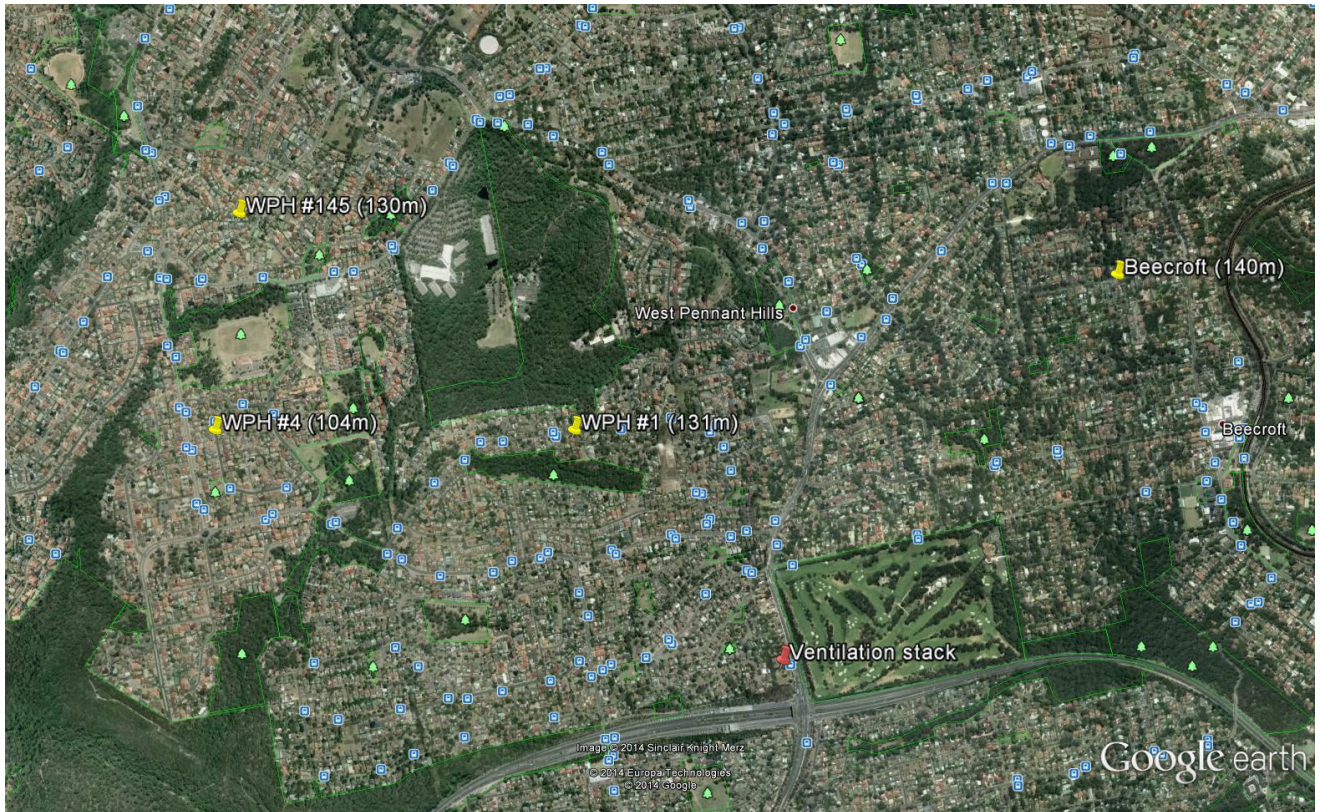 WPH #145 (130m)
Beecroft (140m)
West Pennant Hills
WPH #4 (104m)
WPH #1 (131m)
Beecroft
Ventilation stack
Image © 2014 Sinclair Knight Merz
© 2014 Europa Technologies
© 2014 Google
Google earth